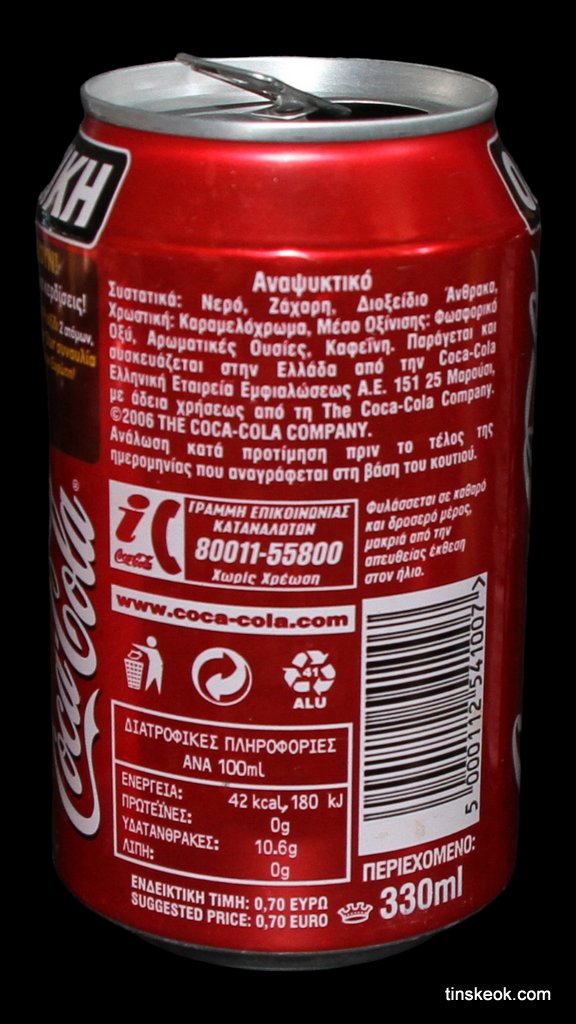 ΚΗ
Αναψυκτικό
Συστατικά: Νερό, Ζάχαρη, Διοξείδιο Άνθρακα,
Χρωστική: Καραμελόχρωμα, Μέσο Οξίνισης: Φωσφορικό
Οξύ, Αρωματικές Ουσίες, Καφεΐνη. Παράγεται και
συσκευάζεται στην Ελλάδα από την Coca-Cola
Ελληνική Εταιρεία Εμφιαλώσεως Α.Ε. 151 25 Μαρούσι,
με άδεια χρήσεως από τη The Coca-Cola Company.
©2006 THE COCA-COLA COMPANY.
Ανάλωση κατά προτίμηση πριν το τέλος της
ημερομηνίας που αναγράφεται στη βάση του κουτιού.
2 ατόμων,
συναυλία
Coca-Cola®
i
Coca-Cola
ΓΡΑΜΜΗ ΕΠΙΚΟΙΝΩΝΙΑΣ
ΚΑΤΑΝΑΛΩΤΩΝ
80011-55800
Χωρίς Χρέωση
Φυλάσσεται σε καθαρό
και δροσερό μέρος,
μακριά από την
απευθείας έκθεση
στον ήλιο.
www.coca-cola.com
41
ALU
5 000112 541007 >
ΔΙΑΤΡΟΦΙΚΕΣ ΠΛΗΡΟΦΟΡΙΕΣ
ΑΝΑ 100ml
ΕΝΕΡΓΕΙΑ: 42 kcal, 180 kJ
ΠΡΩΤΕΪΝΕΣ: 0g
ΥΔΑΤΑΝΘΡΑΚΕΣ: 10.6g
ΛΙΠΗ: 0g
ΠΕΡΙΕΧΟΜΕΝΟ:
330ml
ΕΝΔΕΙΚΤΙΚΗ ΤΙΜΗ: 0,70 ΕΥΡΩ
SUGGESTED PRICE: 0,70 EURO
tinskeok.com